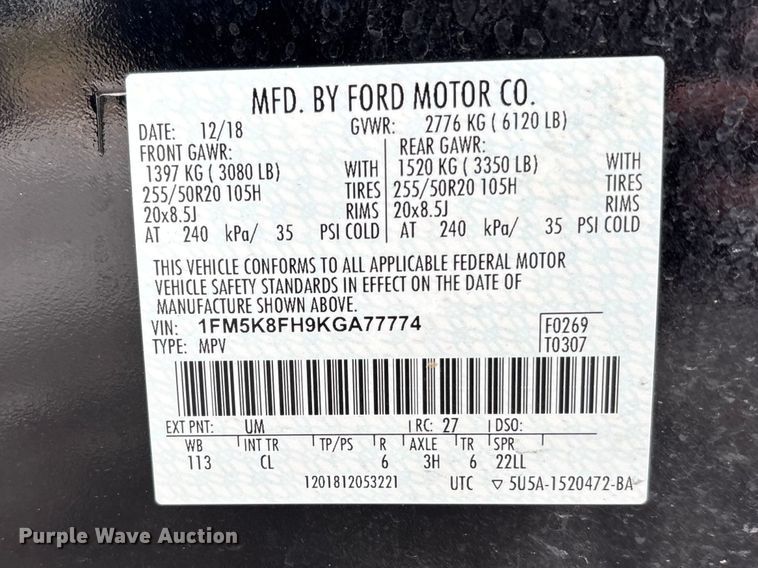 MFD. BY FORD MOTOR CO.
DATE: 12/18 GVWR: 2776 KG ( 6120 LB)
FRONT GAWR: REAR GAWR:
1397 KG ( 3080 LB) WITH 1520 KG ( 3350 LB) WITH
255/50R20 105H TIRES 255/50R20 105H TIRES
20x8.5J RIMS 20x8.5J RIMS
AT 240 kPa/ 35 PSI COLD AT 240 kPa/ 35 PSI COLD
THIS VEHICLE CONFORMS TO ALL APPLICABLE FEDERAL MOTOR
VEHICLE SAFETY STANDARDS IN EFFECT ON THE DATE OF
MANUFACTURE SHOWN ABOVE.
VIN: 1FM5K8FH9KGA77774 F0269
TYPE: MPV T0307
EXT PNT: UM RC: 27 DSO:
WB INT TR TP/PS R AXLE TR SPR
113 CL 6 3H 6 22LL
1201812053221 UTC ▽ 5U5A-1520472-BA
Purple Wave Auction